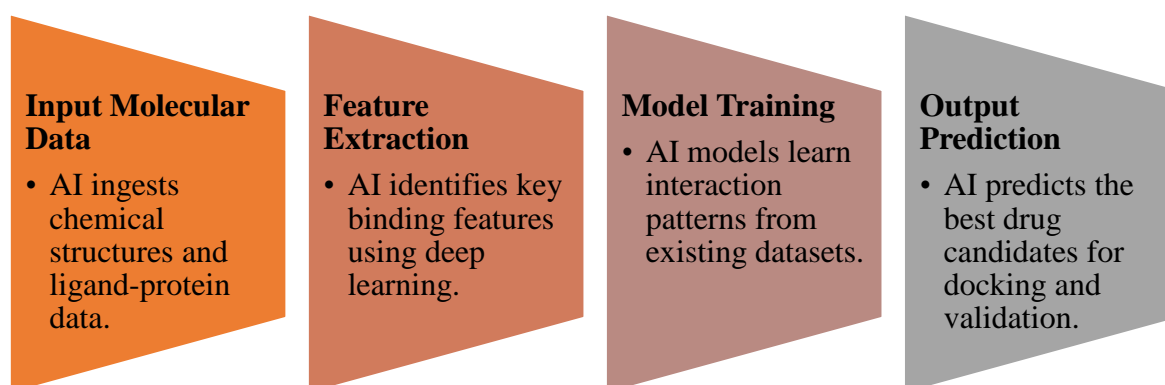 Input Molecular
Data
• AI ingests
chemical
structures and
ligand-protein
data.
Feature
Extraction
• AI identifies key
binding features
using deep
learning.
Model Training
• AI models learn
interaction
patterns from
existing datasets.
Output
Prediction
• AI predicts the
best drug
candidates for
docking and
validation.